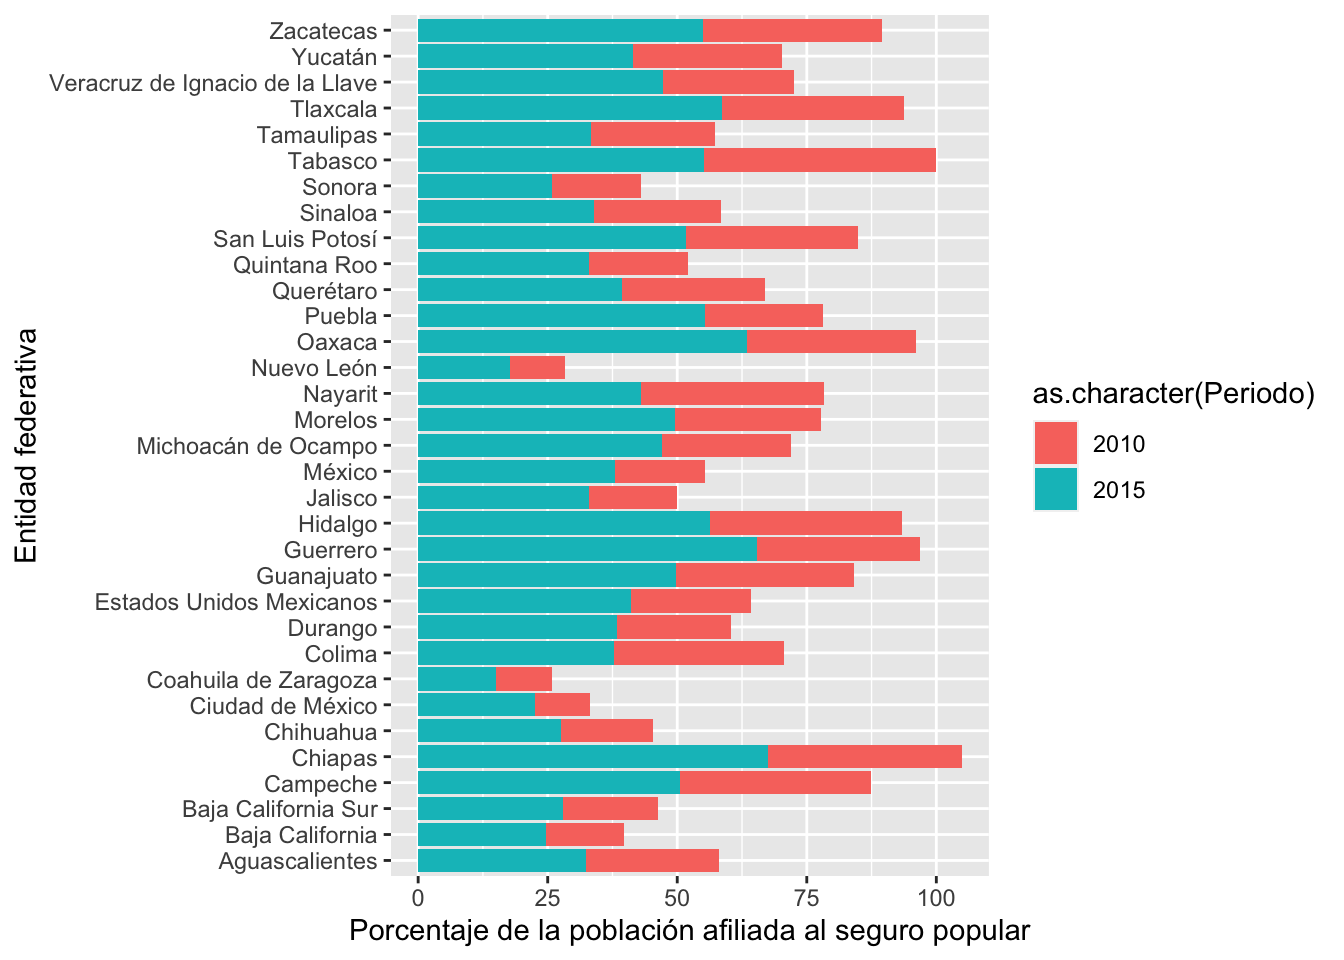 Entidad federativa
Zacatecas
Yucatán
Veracruz de Ignacio de la Llave
Tlaxcala
Tamaulipas
Tabasco
Sonora
Sinaloa
San Luis Potosí
Quintana Roo
Querétaro
Puebla
Oaxaca
Nuevo León
Nayarit
Morelos
Michoacán de Ocampo
México
Jalisco
Hidalgo
Guerrero
Guanajuato
Estados Unidos Mexicanos
Durango
Colima
Coahuila de Zaragoza
Ciudad de México
Chihuahua
Chiapas
Campeche
Baja California Sur
Baja California
Aguascalientes
0 25 50 75 100
Porcentaje de la población afiliada al seguro popular
as.character(Periodo)
2010
2015